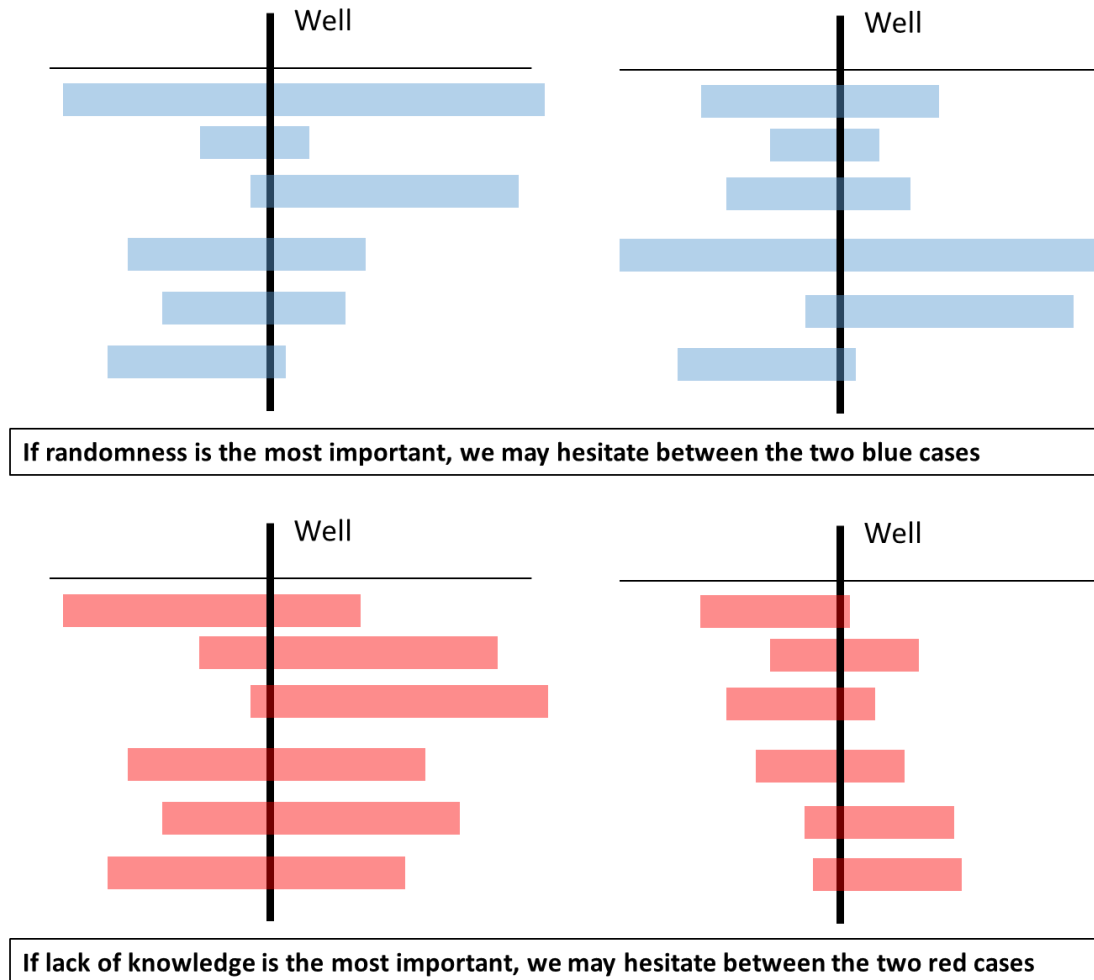 Well
Well
If randomness is the most important, we may hesitate between the two blue cases
Well
Well
If lack of knowledge is the most important, we may hesitate between the two red cases